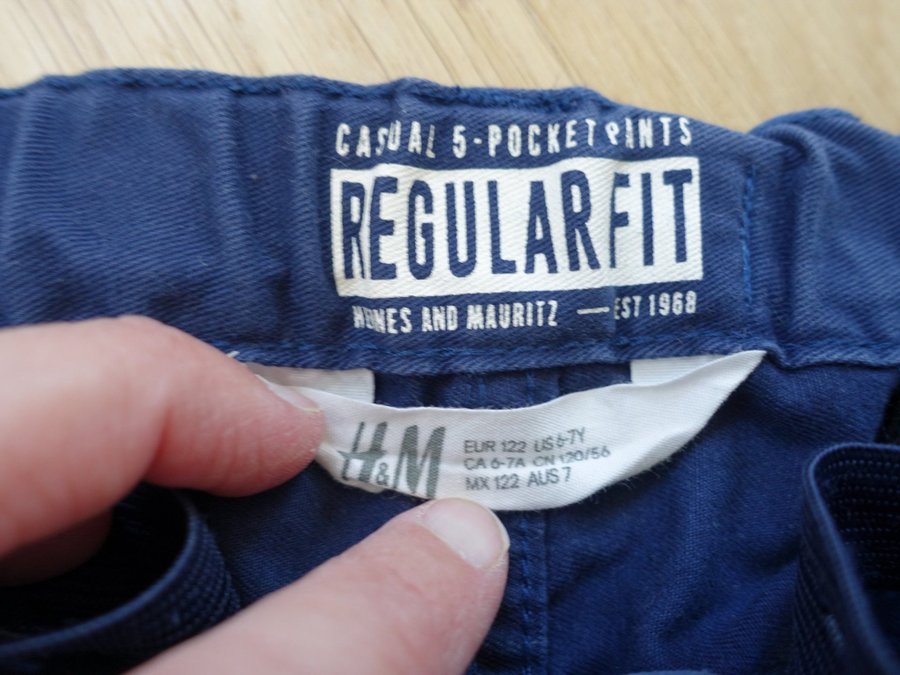 CASUAL 5-POCKET PANTS
REGULAR FIT
HENNES AND MAURITZ — EST 1968
H&M
EUR 122 US 6-7Y
CA 6-7A CN 120/56
MX 122 AUS 7